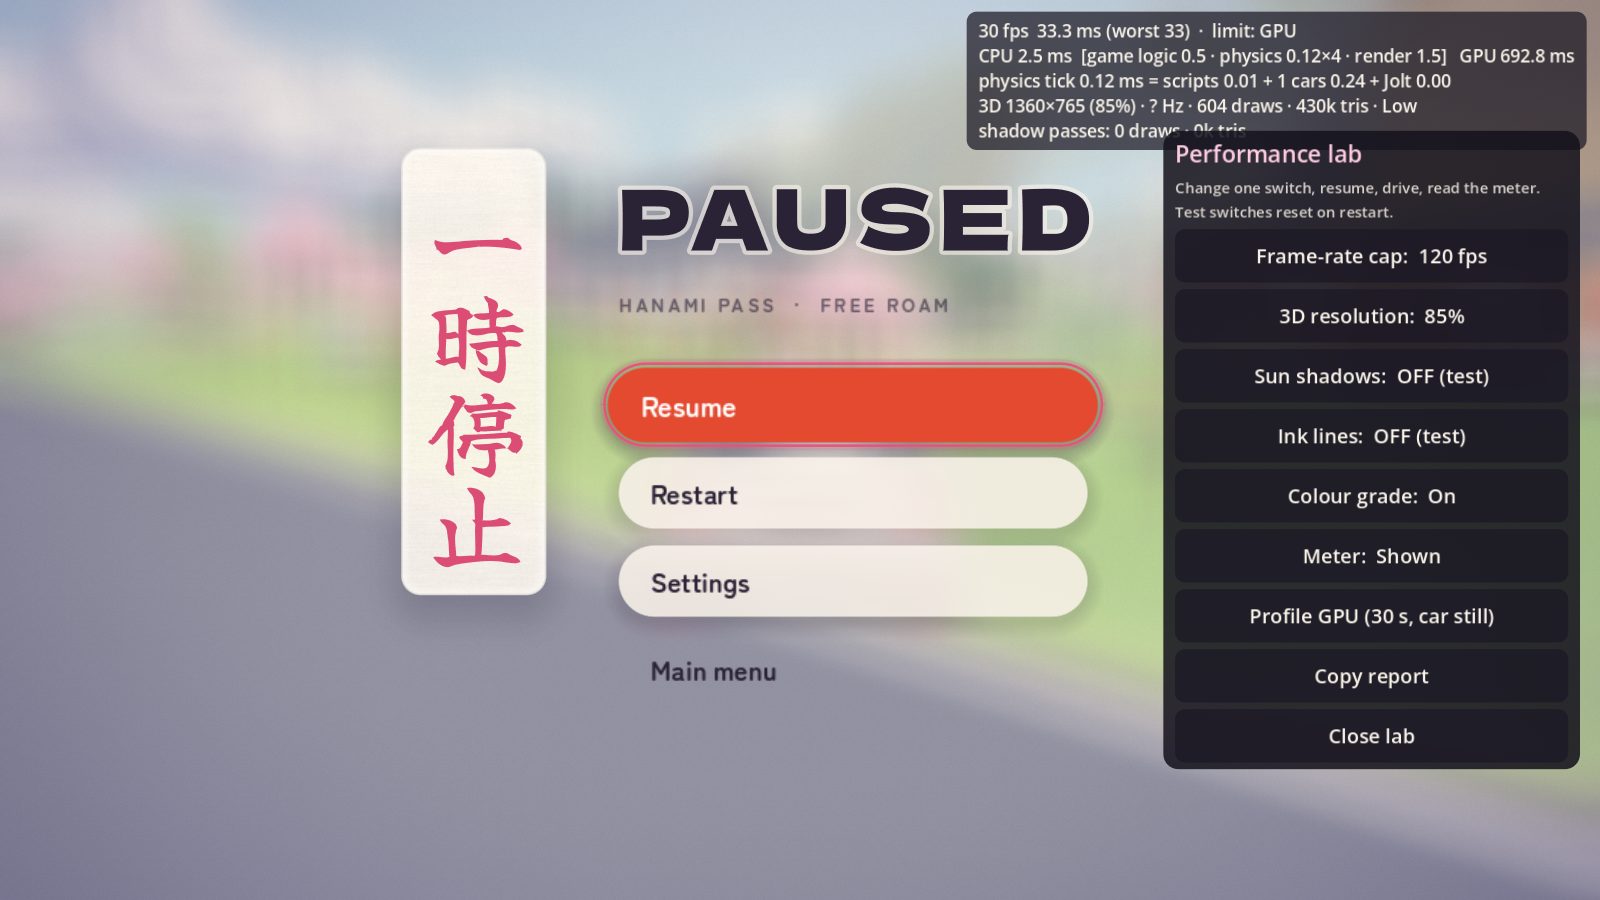 30 fps 33.3 ms (worst 33) · limit: GPU
CPU 2.5 ms [game logic 0.5 · physics 0.12×4 · render 1.5] GPU 692.8 ms
physics tick 0.12 ms = scripts 0.01 + 1 cars 0.24 + Jolt 0.00
3D 1360×765 (85%) · ? Hz · 604 draws · 430k tris · Low
shadow passes: 0 draws · 0k tris
一時停止
PAUSED
HANAMI PASS · FREE ROAM
Resume
Restart
Settings
Main menu
Performance lab
Change one switch, resume, drive, read the meter.
Test switches reset on restart.
Frame-rate cap: 120 fps
3D resolution: 85%
Sun shadows: OFF (test)
Ink lines: OFF (test)
Colour grade: On
Meter: Shown
Profile GPU (30 s, car still)
Copy report
Close lab